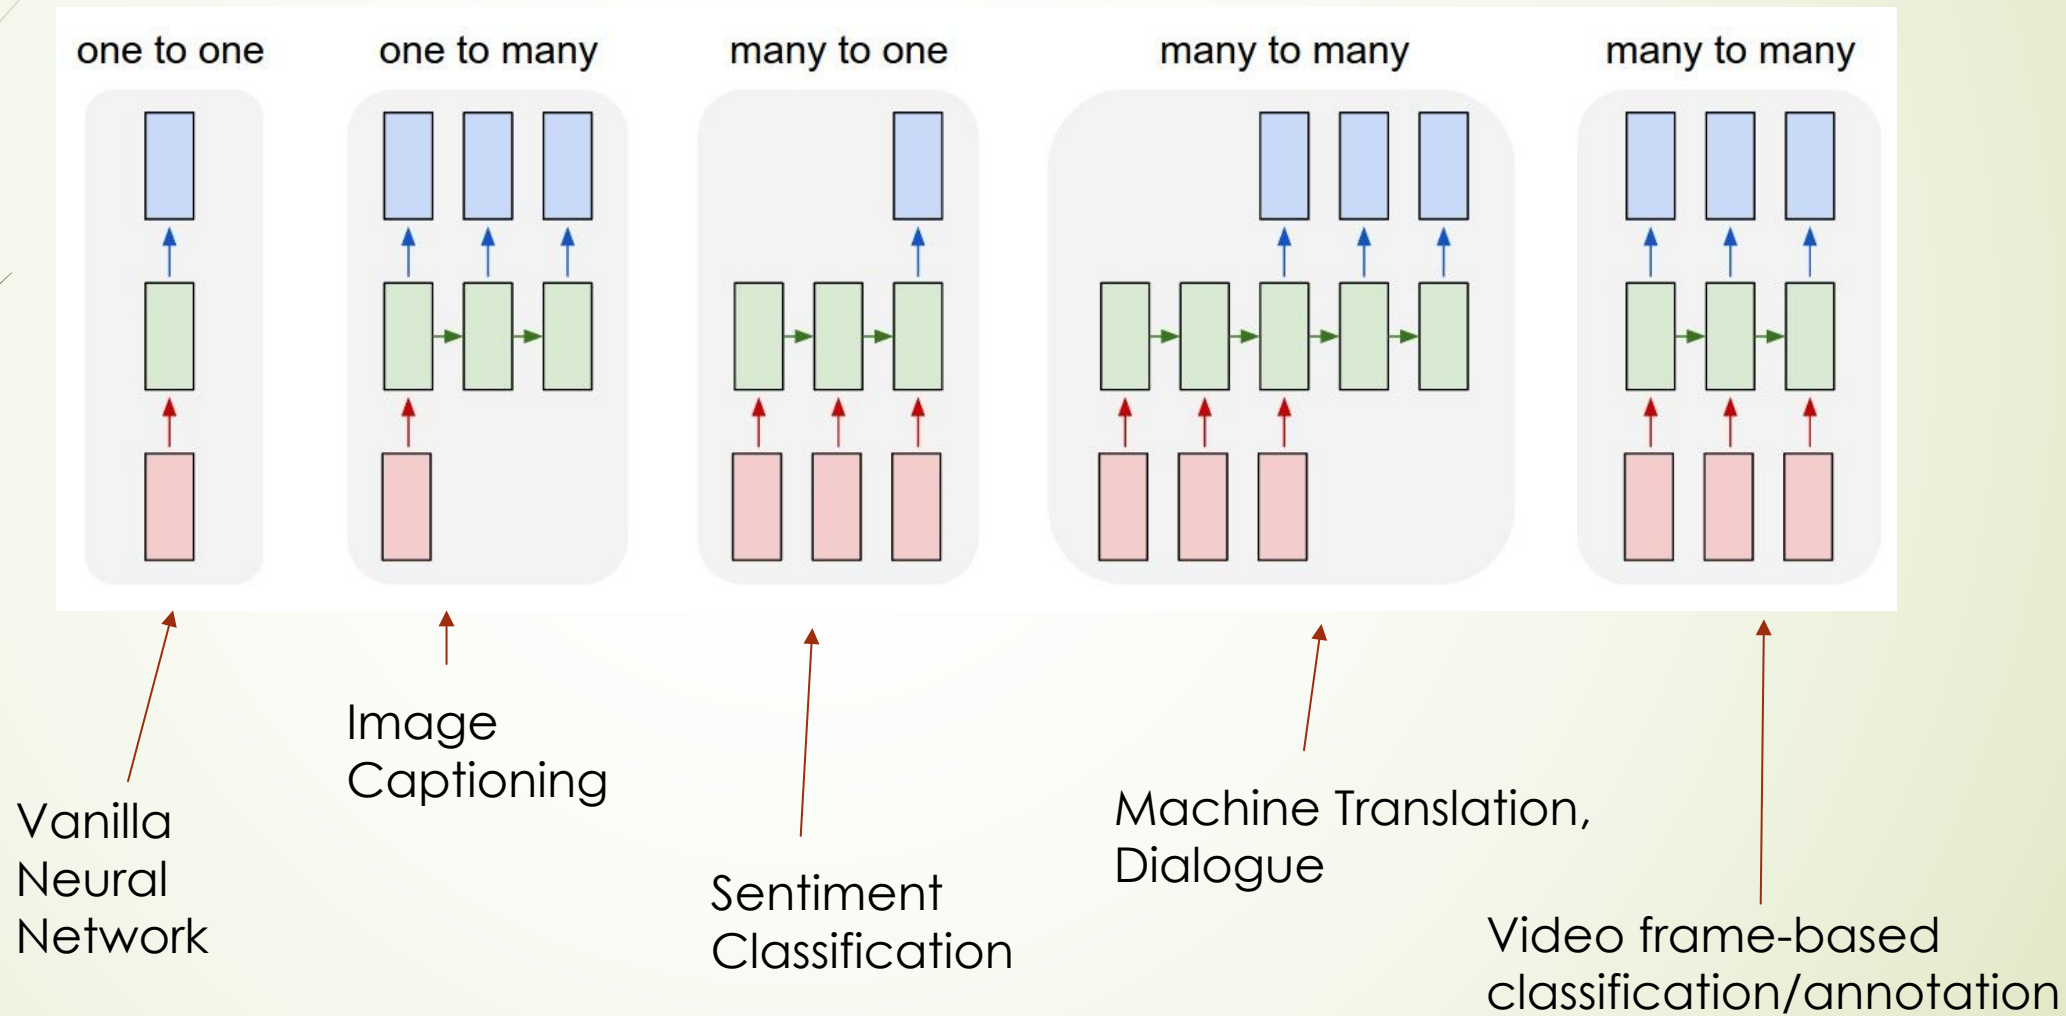 one to one
one to many
many to one
many to many
many to many
Vanilla
Neural
Network
Image
Captioning
Sentiment
Classification
Machine Translation,
Dialogue
Video frame-based
classification/annotation